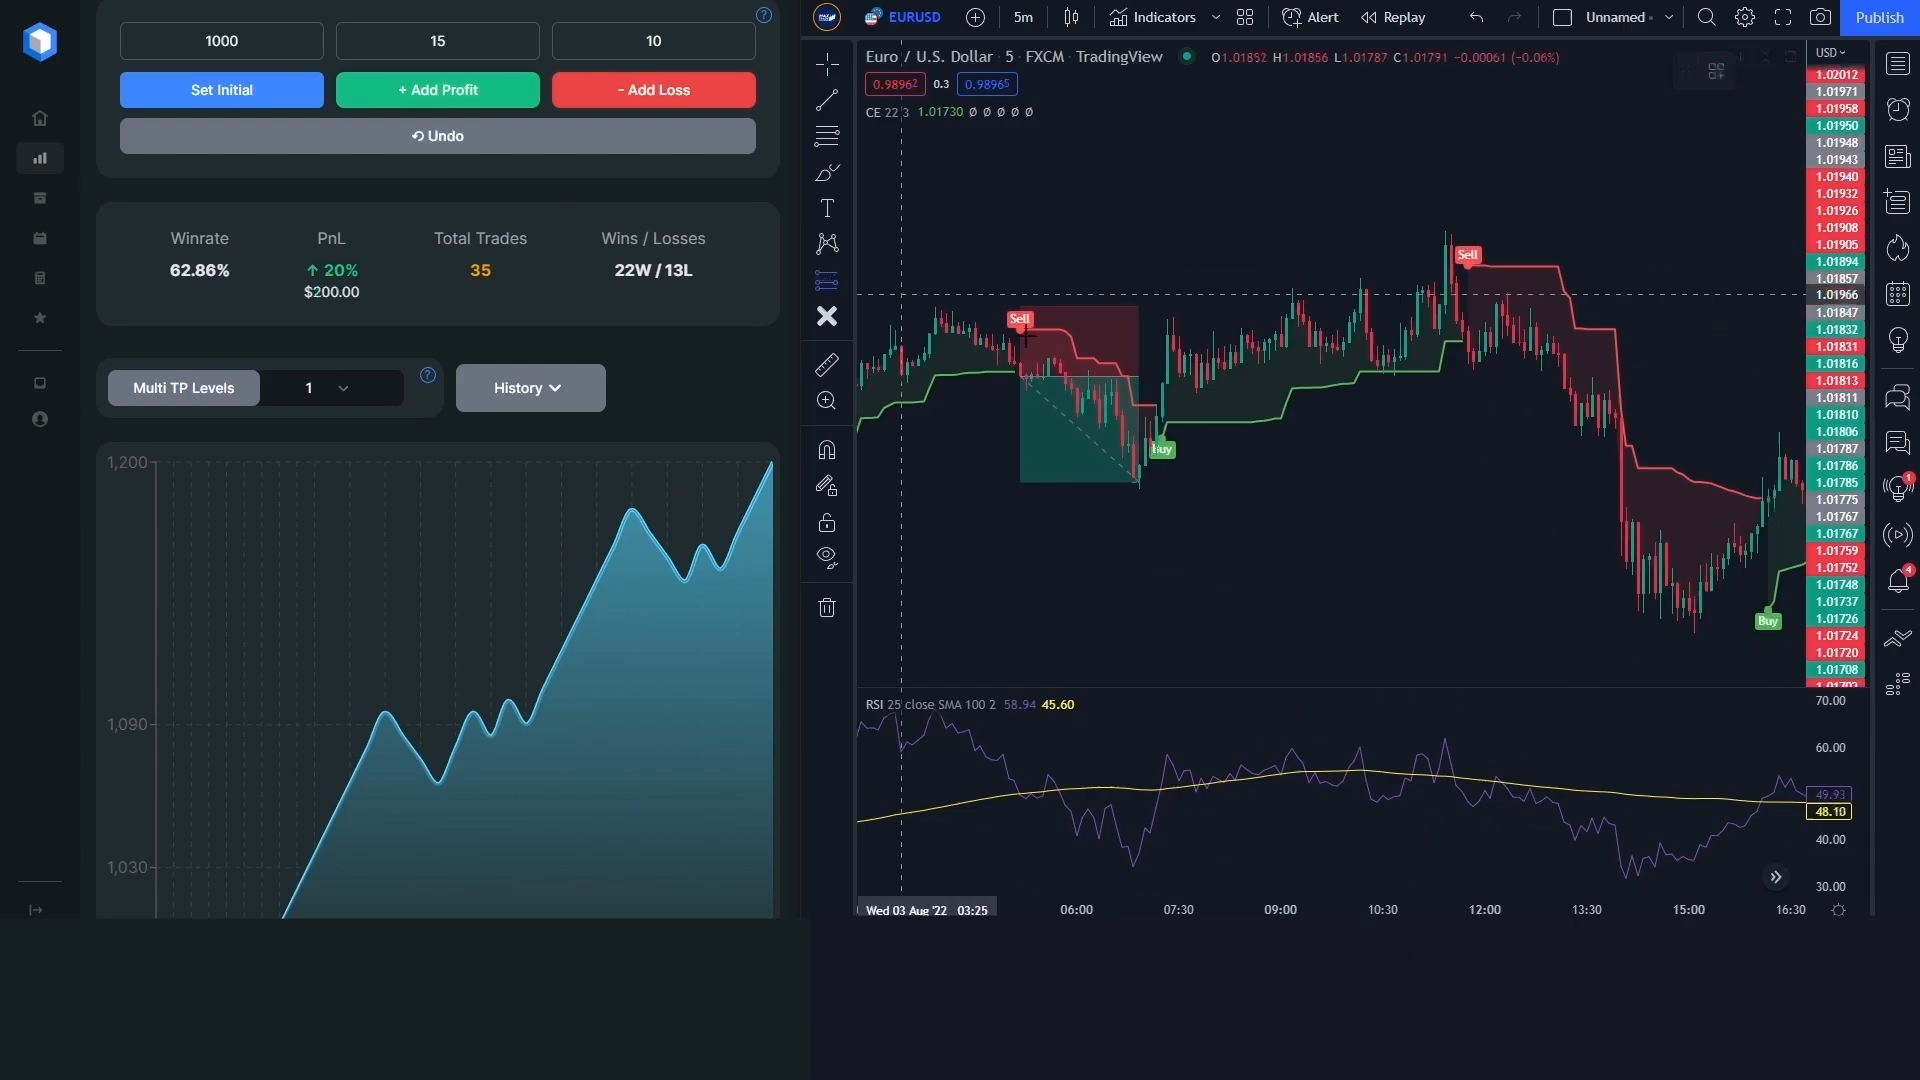 1000
15
10
Set Initial
+ Add Profit
- Add Loss
⟲ Undo
Winrate
PnL
Total Trades
Wins / Losses
62.86%
↑ 20%
35
22W / 13L
$200.00
Multi TP Levels
1
History
1,200
1,090
1,030
EURUSD
5m
Indicators
Alert
Replay
Unnamed
Publish
Euro / U.S. Dollar · 5 · FXCM · TradingView
O1.01852 H1.01856 L1.01787 C1.01791 −0.00061 (−0.06%)
USD
0.98962
0.3
0.98965
CE 22 3 1.01730 Ø Ø Ø Ø Ø
Sell
Buy
Sell
Buy
1.02012
1.01971
1.01958
1.01950
1.01948
1.01943
1.01940
1.01932
1.01926
1.01908
1.01905
1.01894
1.01857
1.01966
1.01847
1.01832
1.01831
1.01816
1.01813
1.01811
1.01810
1.01806
1.01787
1.01786
1.01785
1.01775
1.01767
1.01767
1.01759
1.01752
1.01748
1.01737
1.01726
1.01724
1.01720
1.01708
RSI 25 close SMA 100 2 58.94 45.60
70.00
60.00
49.93
48.10
40.00
30.00
Wed 03 Aug '22 03:25
06:00
07:30
09:00
10:30
12:00
13:30
15:00
16:30
1
4